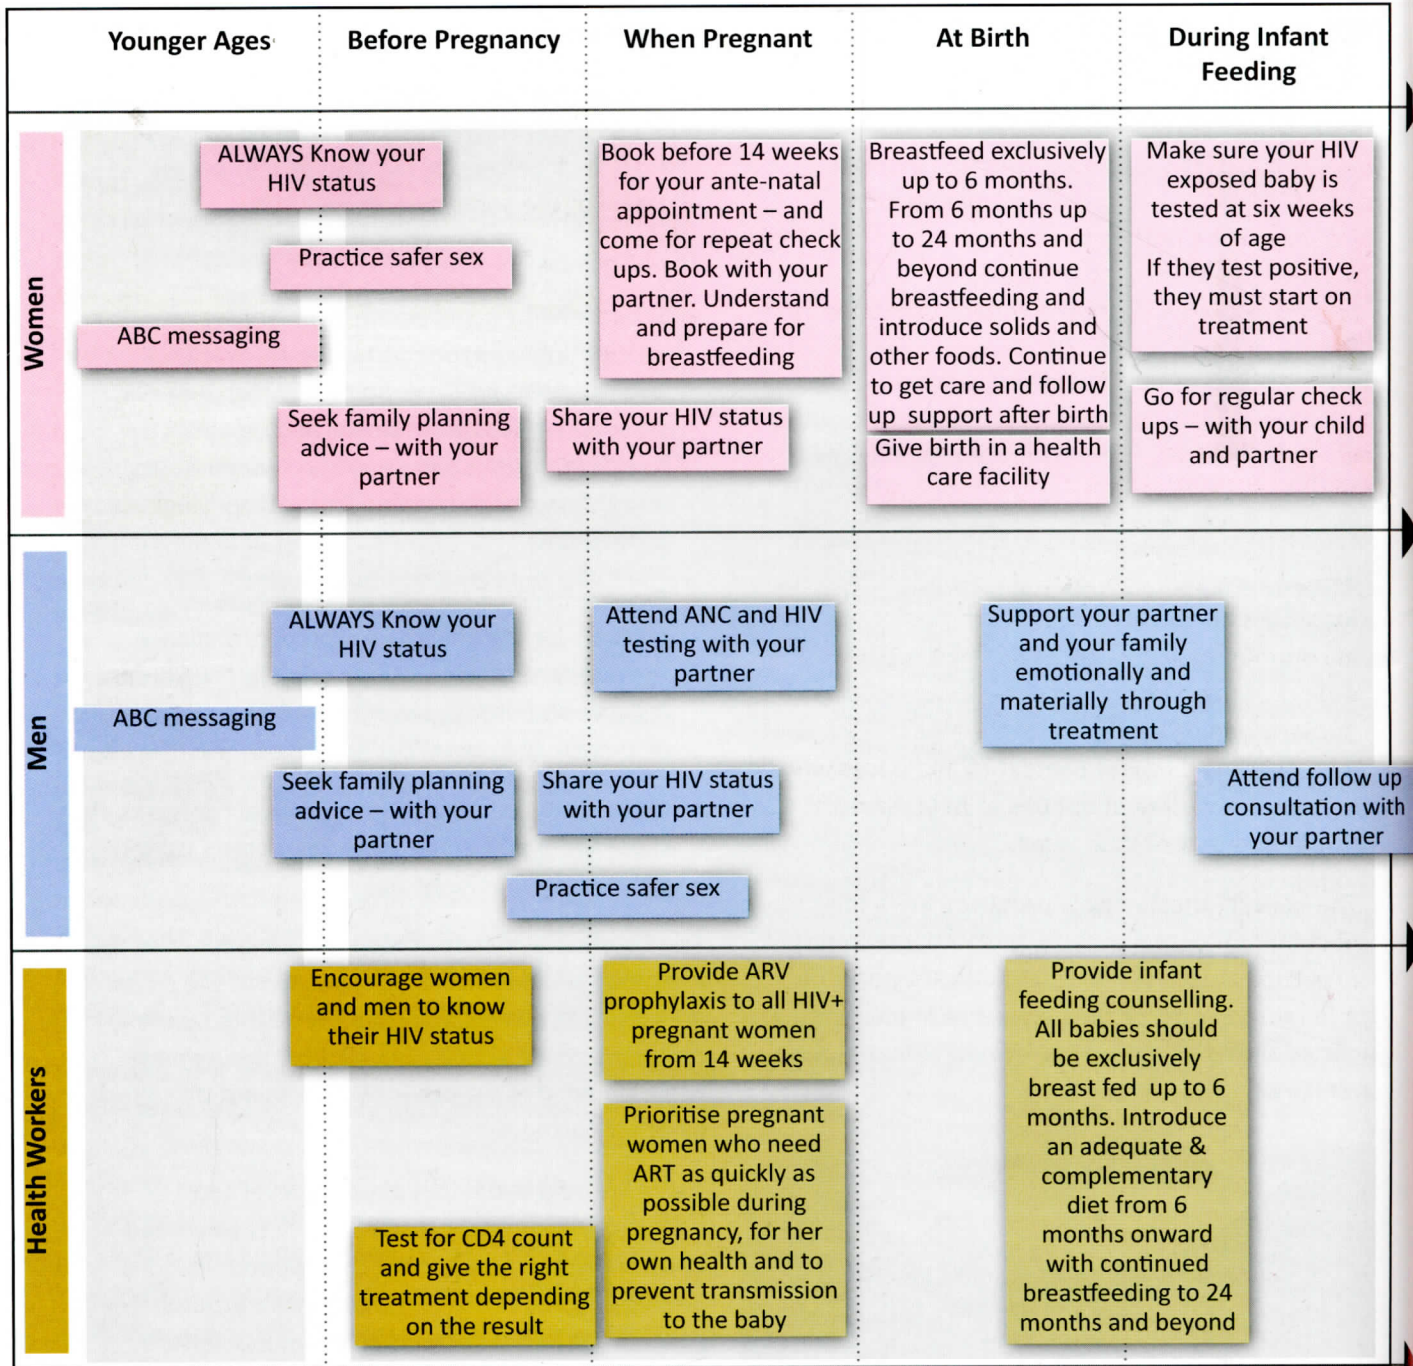 Younger Ages
Before Pregnancy
When Pregnant
At Birth
During Infant
Feeding
Women
ALWAYS Know your
HIV status
Practice safer sex
ABC messaging
Seek family planning
advice – with your
partner
Book before 14 weeks
for your ante-natal
appointment – and
come for repeat check
ups. Book with your
partner. Understand
and prepare for
breastfeeding
Share your HIV status
with your partner
Breastfeed exclusively
up to 6 months.
From 6 months up
to 24 months and
beyond continue
breastfeeding and
introduce solids and
other foods. Continue
to get care and follow
up support after birth
Give birth in a health
care facility
Make sure your HIV
exposed baby is
tested at six weeks
of age
If they test positive,
they must start on
treatment
Go for regular check
ups – with your child
and partner
Men
ALWAYS Know your
HIV status
ABC messaging
Seek family planning
advice – with your
partner
Attend ANC and HIV
testing with your
partner
Share your HIV status
with your partner
Practice safer sex
Support your partner
and your family
emotionally and
materially through
treatment
Attend follow up
consultation with
your partner
Health Workers
Encourage women
and men to know
their HIV status
Test for CD4 count
and give the right
treatment depending
on the result
Provide ARV
prophylaxis to all HIV+
pregnant women
from 14 weeks
Prioritise pregnant
women who need
ART as quickly as
possible during
pregnancy, for her
own health and to
prevent transmission
to the baby
Provide infant
feeding counselling.
All babies should
be exclusively
breast fed up to 6
months. Introduce
an adequate &
complementary
diet from 6
months onward
with continued
breastfeeding to 24
months and beyond